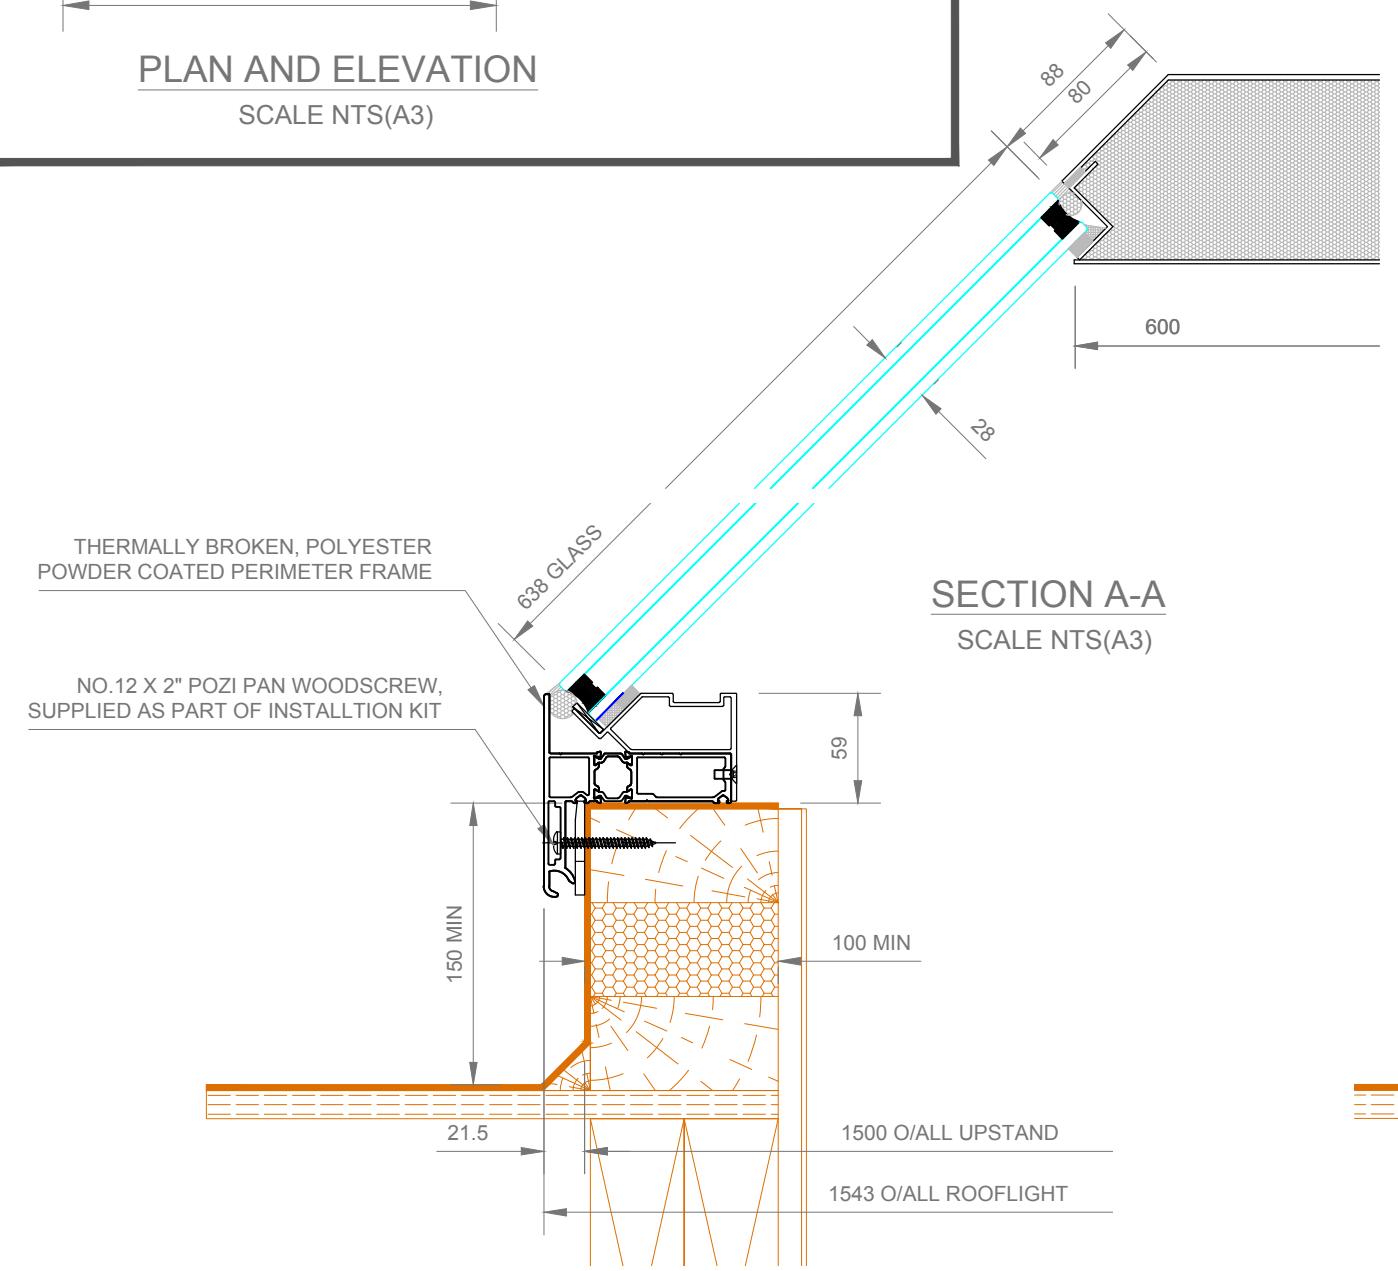 PLAN AND ELEVATION
SCALE NTS(A3)
88
80
600
28
638 GLASS
THERMALLY BROKEN, POLYESTER
POWDER COATED PERIMETER FRAME
SECTION A-A
SCALE NTS(A3)
NO.12 X 2" POZI PAN WOODSCREW,
SUPPLIED AS PART OF INSTALLTION KIT
59
150 MIN
100 MIN
21.5
1500 O/ALL UPSTAND
1543 O/ALL ROOFLIGHT